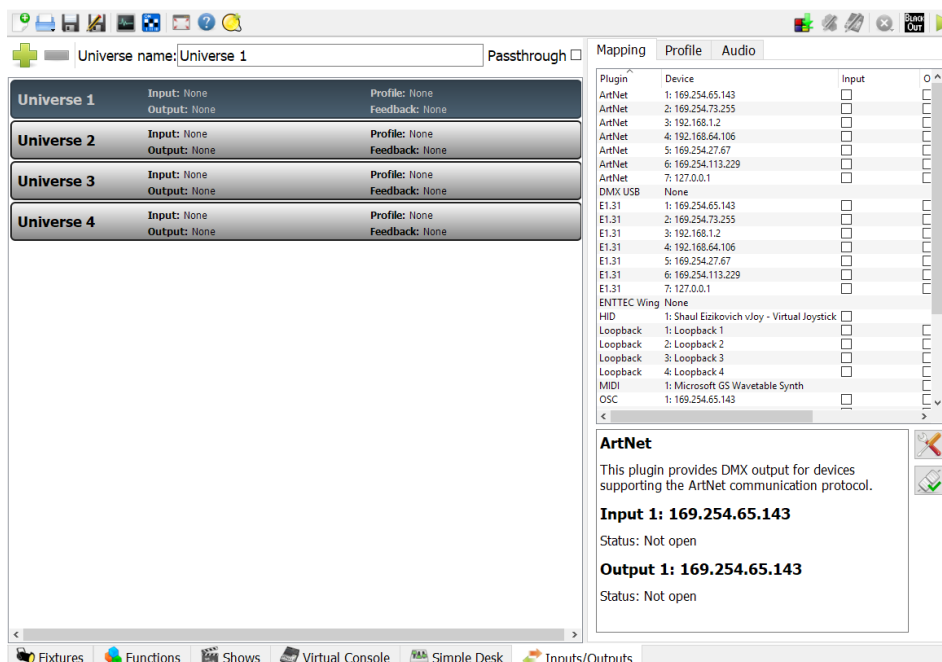 BLACK OUT
Universe name: Universe 1 Passthrough
Mapping Profile Audio
Universe 1 Input: None Profile: None
Output: None Feedback: None
Universe 2 Input: None Profile: None
Output: None Feedback: None
Universe 3 Input: None Profile: None
Output: None Feedback: None
Universe 4 Input: None Profile: None
Output: None Feedback: None
Plugin Device Input O
ArtNet 1: 169.254.65.143
ArtNet 2: 169.254.73.255
ArtNet 3: 192.168.1.2
ArtNet 4: 192.168.64.106
ArtNet 5: 169.254.27.67
ArtNet 6: 169.254.113.229
ArtNet 7: 127.0.0.1
DMX USB None
E1.31 1: 169.254.65.143
E1.31 2: 169.254.73.255
E1.31 3: 192.168.1.2
E1.31 4: 192.168.64.106
E1.31 5: 169.254.27.67
E1.31 6: 169.254.113.229
E1.31 7: 127.0.0.1
ENTTEC Wing None
HID 1: Shaul Eizikovich vJoy - Virtual Joystick
Loopback 1: Loopback 1
Loopback 2: Loopback 2
Loopback 3: Loopback 3
Loopback 4: Loopback 4
MIDI 1: Microsoft GS Wavetable Synth
OSC 1: 169.254.65.143
ArtNet
This plugin provides DMX output for devices
supporting the ArtNet communication protocol.
Input 1: 169.254.65.143
Status: Not open
Output 1: 169.254.65.143
Status: Not open
Fixtures Functions Shows Virtual Console Simple Desk Inputs/Outputs